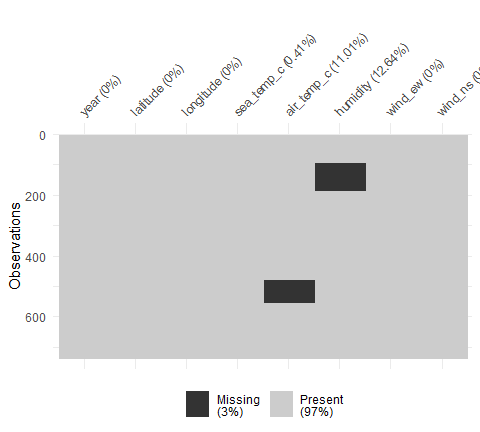 year (0%)
latitude (0%)
longitude (0%)
sea_temp_c (0.41%)
air_temp_c (11.01%)
humidity (12.64%)
wind_ew (0%)
wind_ns
0
200
400
600
Observations
Missing
(3%)
Present
(97%)